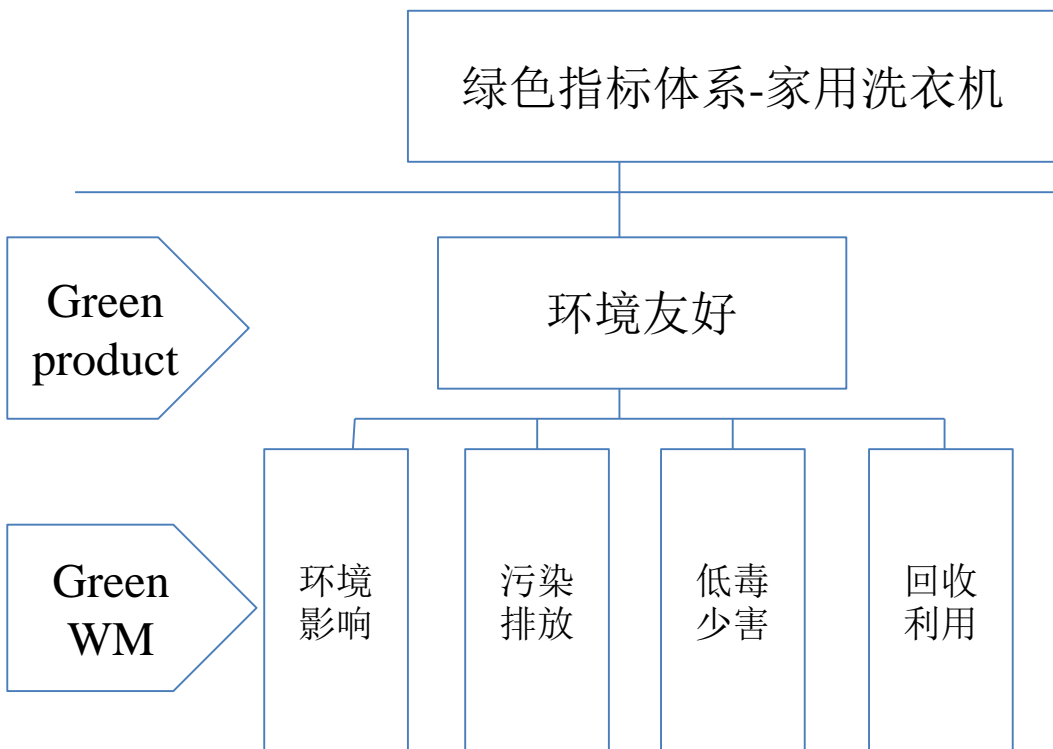 绿色指标体系-家用洗衣机
Green
product
环境友好
Green
WM
环境
影响
污染
排放
低毒
少害
回收
利用